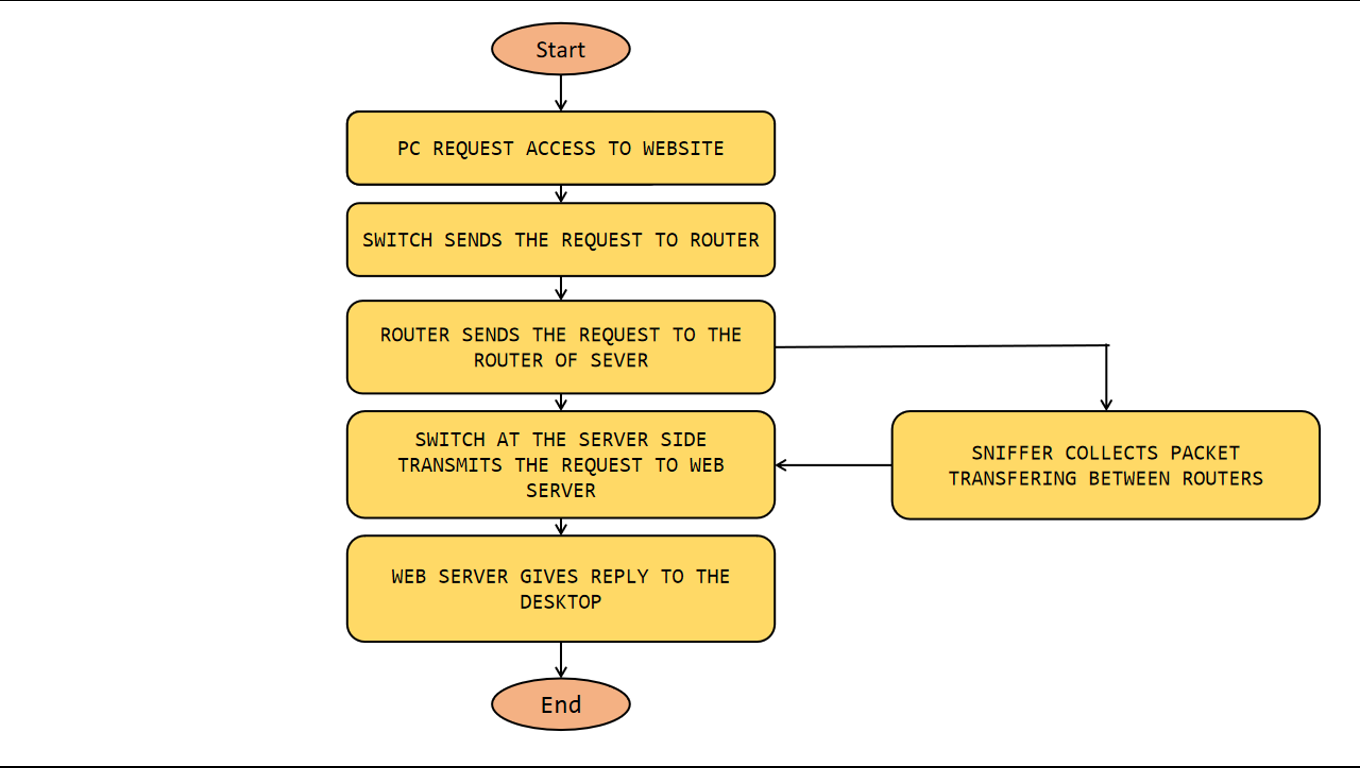 Start
PC REQUEST ACCESS TO WEBSITE
SWITCH SENDS THE REQUEST TO ROUTER
ROUTER SENDS THE REQUEST TO THE
ROUTER OF SEVER
SWITCH AT THE SERVER SIDE
TRANSMITS THE REQUEST TO WEB
SERVER
SNIFFER COLLECTS PACKET
TRANSFERING BETWEEN ROUTERS
WEB SERVER GIVES REPLY TO THE
DESKTOP
End